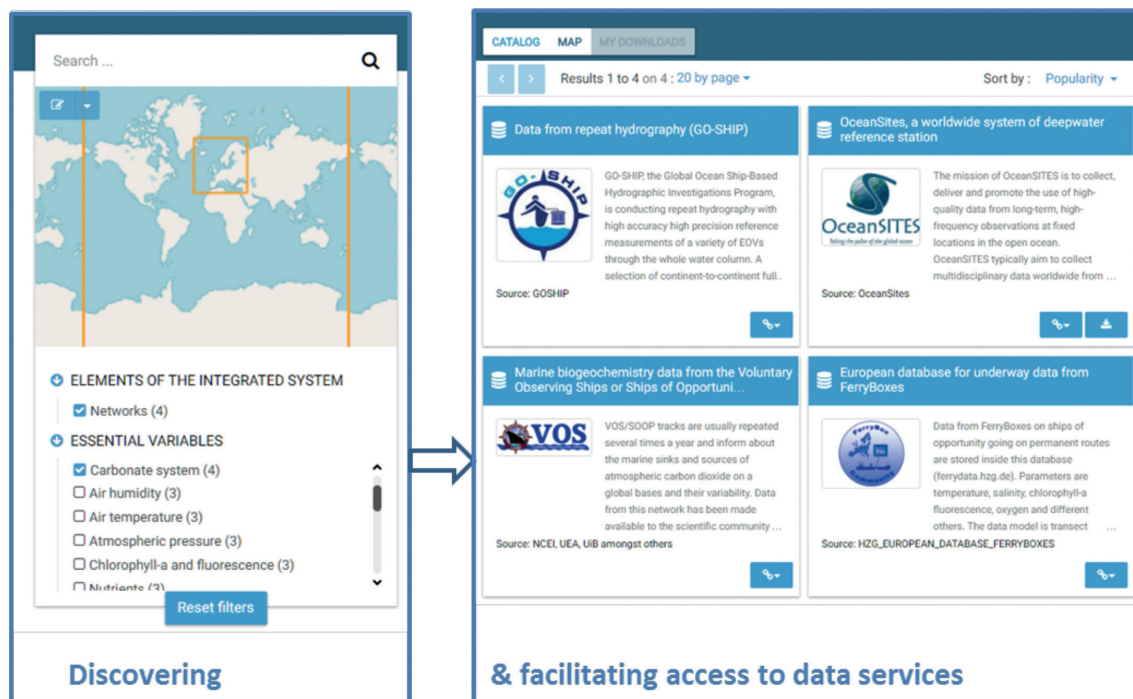 Search ...
ELEMENTS OF THE INTEGRATED SYSTEM
Networks (4)
ESSENTIAL VARIABLES
Carbonate system (4)
Air humidity (3)
Air temperature (3)
Atmospheric pressure (3)
Chlorophyll-a and fluorescence (3)
Nutrients (3)
Reset filters
Discovering
CATALOG MAP MY DOWNLOADS
Results 1 to 4 on 4 : 20 by page
Sort by : Popularity
Data from repeat hydrography (GO-SHIP)
GO-SHIP
GO-SHIP, the Global Ocean Ship-Based
Hydrographic Investigations Program,
is conducting repeat hydrography with
high accuracy high precision reference
measurements of a variety of EOVs
through the whole water column. A
selection of continent-to-continent full..
Source: GOSHIP
OceanSites, a worldwide system of deepwater
reference station
OceanSITES
Taking the pulse of the global ocean
The mission of OceanSITES is to collect,
deliver and promote the use of high-
quality data from long-term, high-
frequency observations at fixed
locations in the open ocean.
OceanSITES typically aim to collect
multidisciplinary data worldwide from ...
Source: OceanSites
Marine biogeochemistry data from the Voluntary
Observing Ships or Ships of Opportuni...
VOS
VOS/SOOP tracks are usually repeated
several times a year and inform about
the marine sinks and sources of
atmospheric carbon dioxide on a
global bases and their variability. Data
from this network has been made
available to the scientific community ...
Source: NCEI, UEA, UiB amongst others
European database for underway data from
FerryBoxes
FerryBox
Community
Data from FerryBoxes on ships of
opportunity going on permanent routes
are stored inside this database
(ferrydata.hzg.de). Parameters are
temperature, salinity, chlorophyll-a
fluorescence, oxygen and different
others. The data model is transect ...
Source: HZG_EUROPEAN_DATABASE_FERRYBOXES
& facilitating access to data services